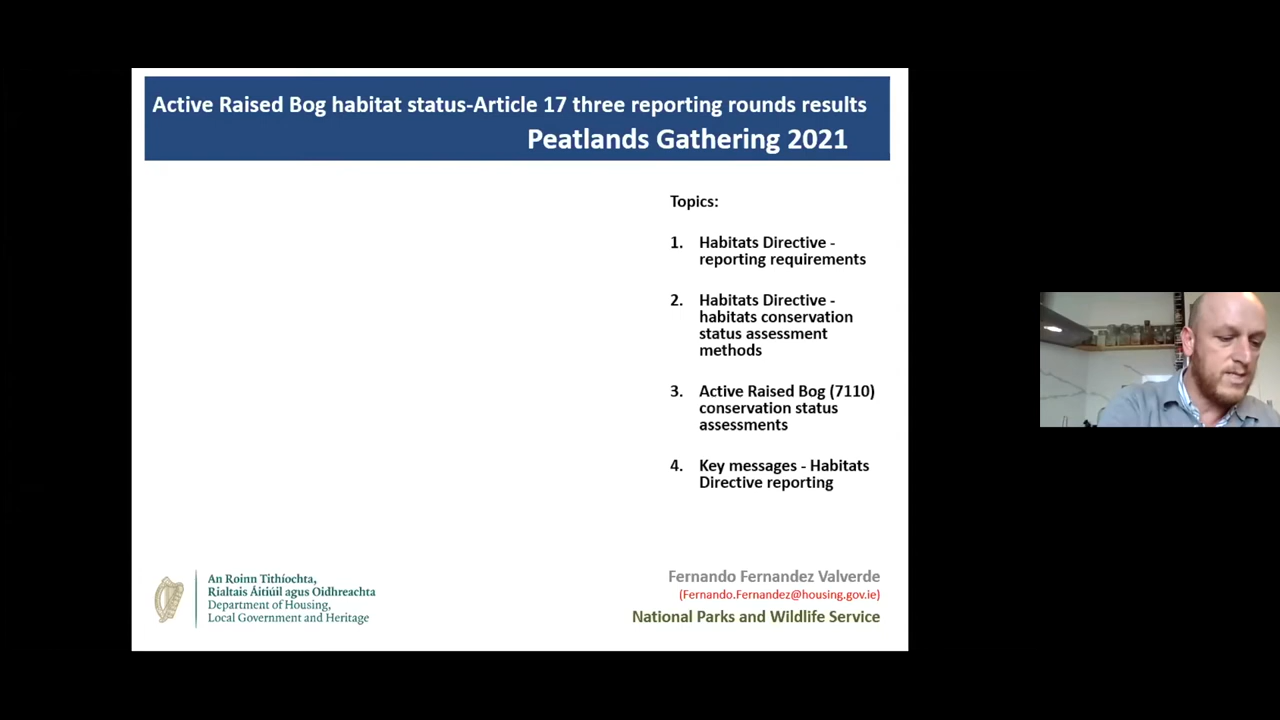 Active Raised Bog habitat status-Article 17 three reporting rounds results
Peatlands Gathering 2021
Topics:
1. Habitats Directive -
reporting requirements
2. Habitats Directive -
habitats conservation
status assessment
methods
3. Active Raised Bog (7110)
conservation status
assessments
4. Key messages - Habitats
Directive reporting
An Roinn Tithíochta,
Rialtais Áitiúil agus Oidhreachta
Department of Housing,
Local Government and Heritage
Fernando Fernandez Valverde
(Fernando.Fernandez@housing.gov.ie)
National Parks and Wildlife Service